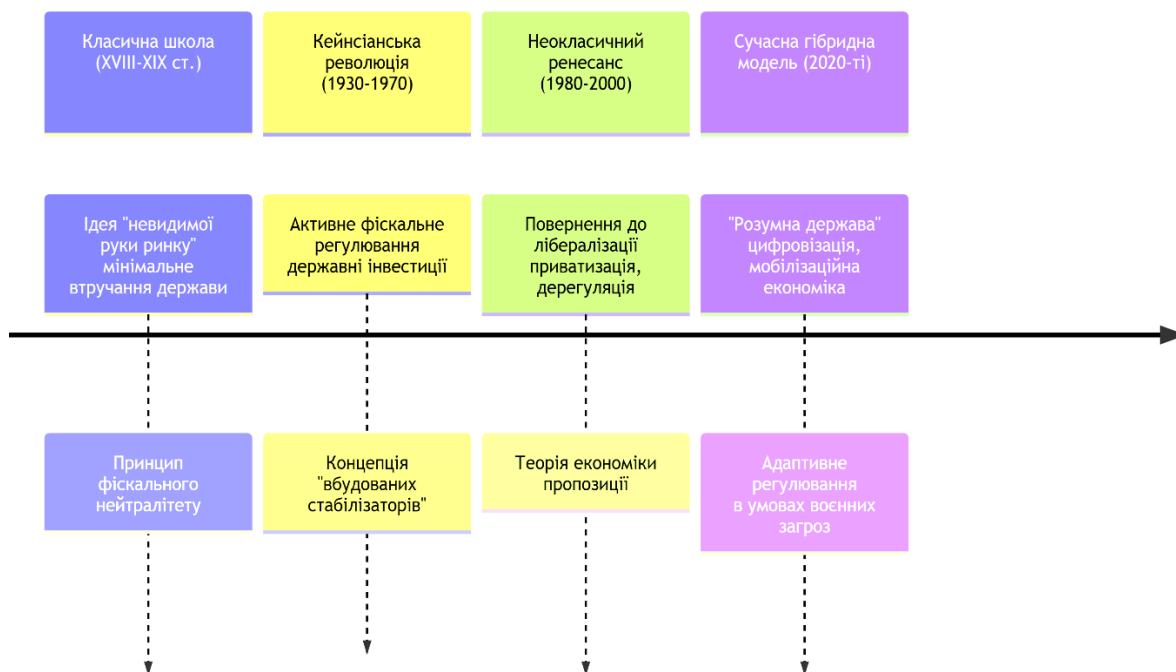 Класична школа
(XVIII-XIX ст.)
Кейнсіанська
революція
(1930-1970)
Неокласичний
ренесанс
(1980-2000)
Сучасна гібридна
модель (2020-ті)
Ідея "невидимої
руки ринку"
мінімальне
втручання держави
Активне фіскальне
регулювання
державні інвестиції
Повернення до
лібералізації
приватизація,
дерегуляція
"Розумна держава"
цифровізація,
мобілізаційна
економіка
Принцип
фіскального
нейтралітету
Концепція
"вбудованих
стабілізаторів"
Теорія економіки
пропозиції
Адаптивне
регулювання
в умовах воєнних
загроз